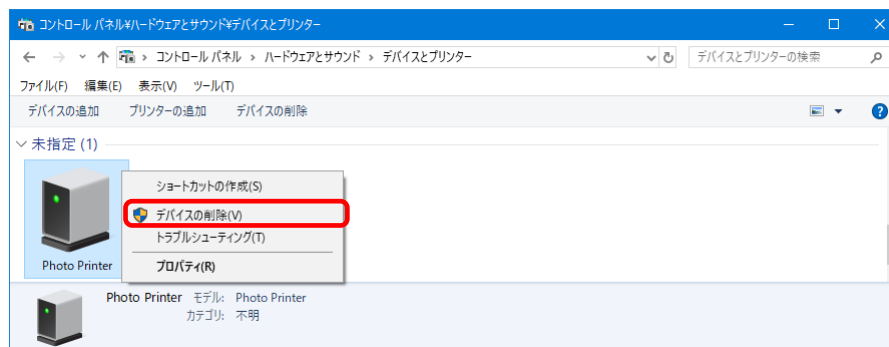 コントロール パネル¥ハードウェアとサウンド¥デバイスとプリンター
コントロール パネル › ハードウェアとサウンド › デバイスとプリンター
デバイスとプリンターの検索
ファイル(F) 編集(E) 表示(V) ツール(T)
デバイスの追加 プリンターの追加 デバイスの削除
未指定 (1)
ショートカットの作成(S)
デバイスの削除(V)
トラブルシューティング(T)
プロパティ(R)
Photo Printer
Photo Printer モデル: Photo Printer
カテゴリ: 不明